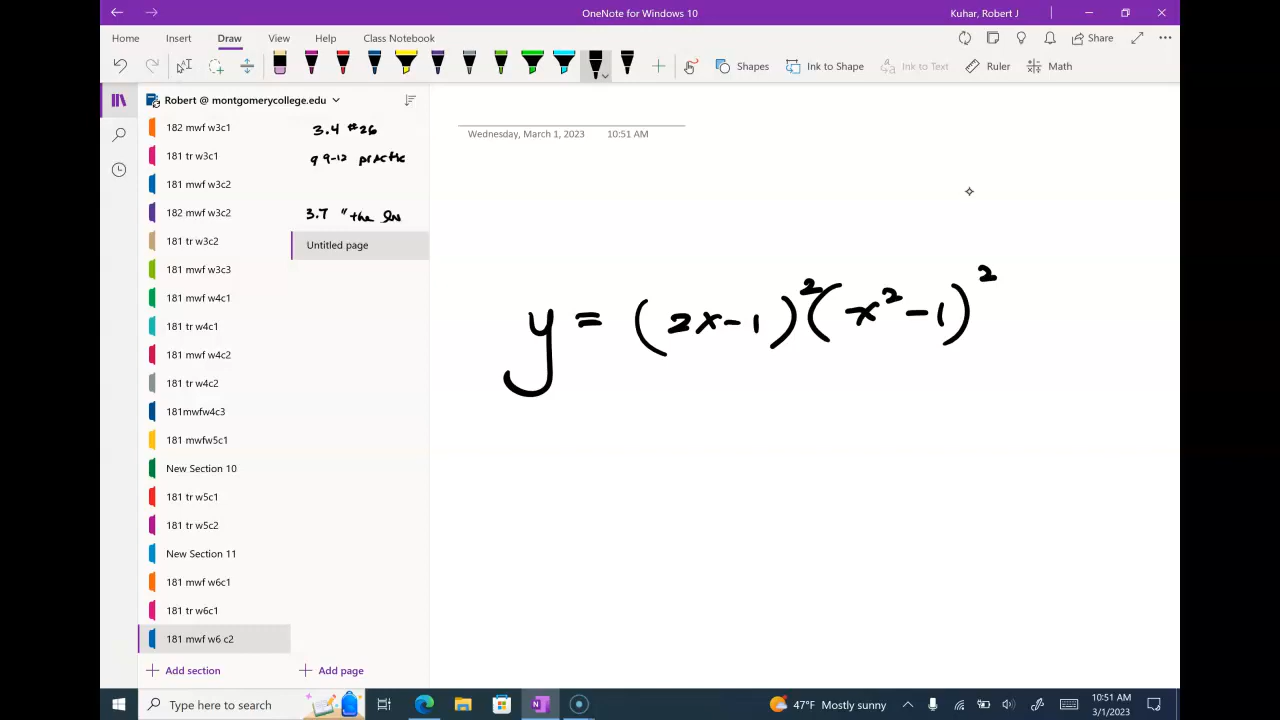 OneNote for Windows 10
Kuhar, Robert J
Home Insert Draw View Help Class Notebook
Share
Shapes Ink to Shape Ink to Text Ruler Math
Robert @ montgomerycollege.edu
182 mwf w3c1
181 tr w3c1
181 mwf w3c2
182 mwf w3c2
181 tr w3c2
181 mwf w3c3
181 mwf w4c1
181 tr w4c1
181 mwf w4c2
181 tr w4c2
181mwfw4c3
181 mwfw5c1
New Section 10
181 tr w5c1
181 tr w5c2
New Section 11
181 mwf w6c1
181 tr w6c1
181 mwf w6 c2
Add section
3.4 #26
9-12 practic
3.7 "the
Untitled page
Add page
Wednesday, March 1, 2023 10:51 AM
y = (2x-1)²(x²-1)²
Type here to search
47°F Mostly sunny
10:51 AM
3/1/2023